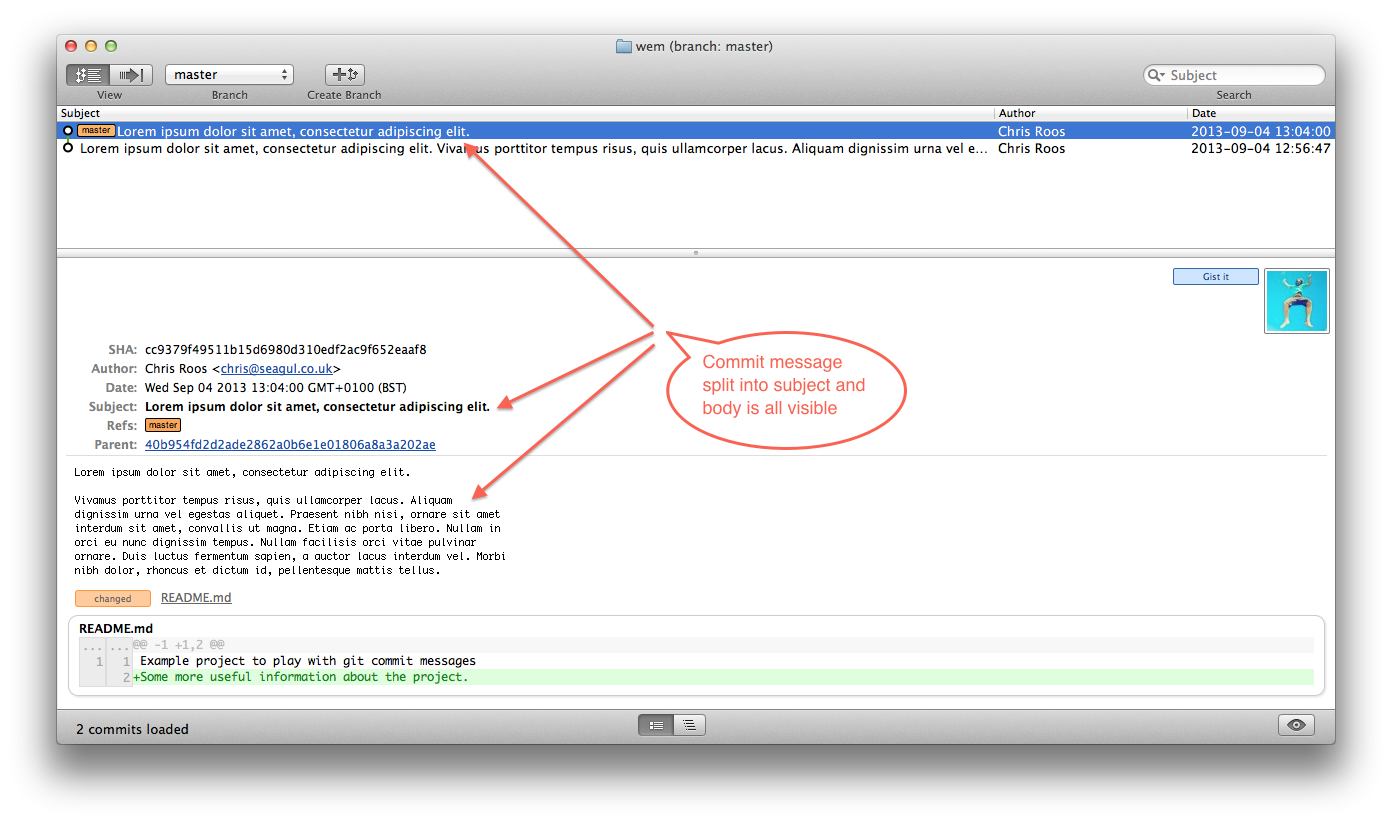 wem (branch: master)
master
View
Branch
Create Branch
Subject
Search
Subject
Author
Date
master
Lorem ipsum dolor sit amet, consectetur adipiscing elit.
Chris Roos
2013-09-04 13:04:00
Lorem ipsum dolor sit amet, consectetur adipiscing elit. Vivamus porttitor tempus risus, quis ullamcorper lacus. Aliquam dignissim urna vel e...
Chris Roos
2013-09-04 12:56:47
Gist it
SHA: cc9379f49511b15d6980d310edf2ac9f652eaaf8
Author: Chris Roos <chris@seagul.co.uk>
Date: Wed Sep 04 2013 13:04:00 GMT+0100 (BST)
Subject: Lorem ipsum dolor sit amet, consectetur adipiscing elit.
Refs: master
Parent: 40b954fd2d2ade2862a0b6e1e01806a8a3a202ae
Commit message
split into subject and
body is all visible
Lorem ipsum dolor sit amet, consectetur adipiscing elit.
Vivamus porttitor tempus risus, quis ullamcorper lacus. Aliquam
dignissim urna vel egestas aliquet. Praesent nibh nisi, ornare sit amet
interdum sit amet, convallis ut magna. Etiam ac porta libero. Nullam in
orci eu nunc dignissim tempus. Nullam facilisis orci vitae pulvinar
ornare. Duis luctus fermentum sapien, a auctor lacus interdum vel. Morbi
nibh dolor, rhoncus et dictum id, pellentesque mattis tellus.
changed README.md
README.md
... ... @@ -1 +1,2 @@
1 1 Example project to play with git commit messages
2 +Some more useful information about the project.
2 commits loaded